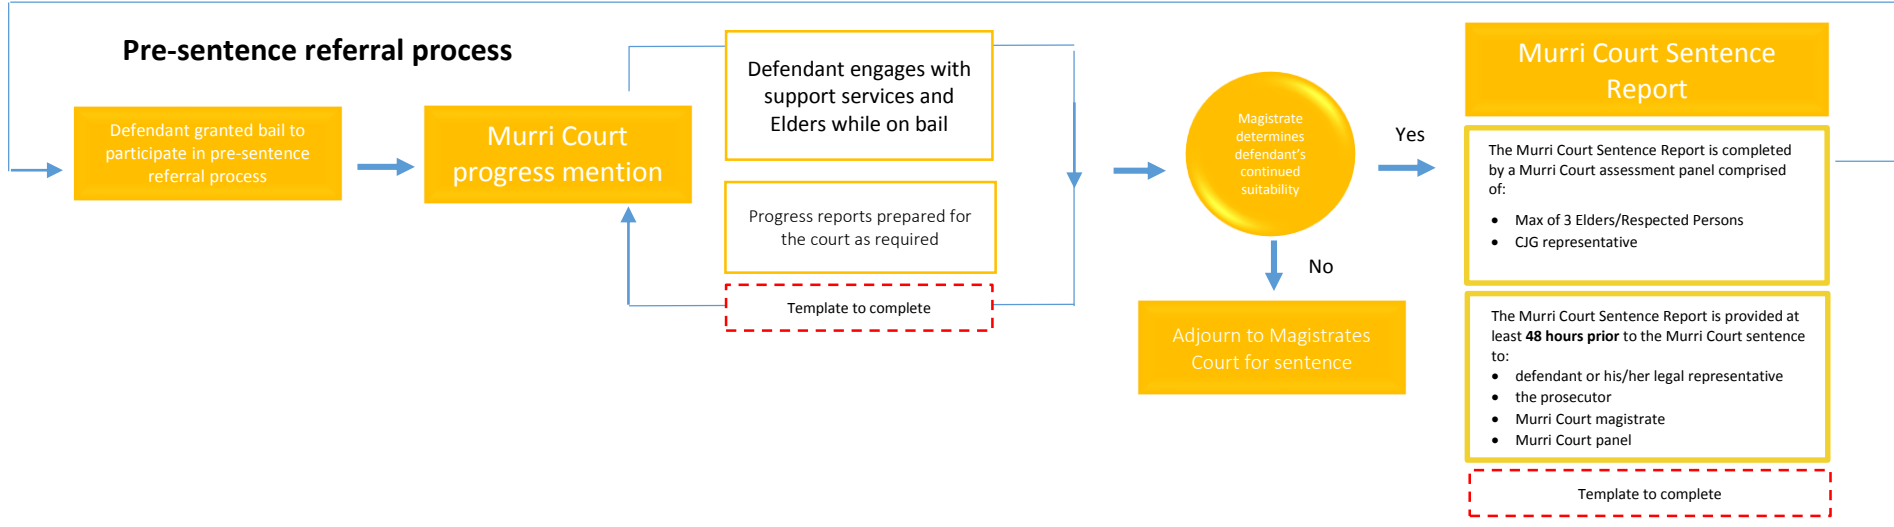 Pre-sentence referral process
Defendant granted bail to
participate in pre-sentence
referral process
Murri Court
progress mention
Defendant engages with
support services and
Elders while on bail
Progress reports prepared for
the court as required
Template to complete
Magistrate
determines
defendant’s
continued
suitability
Yes
No
Adjourn to Magistrates
Court for sentence
Murri Court Sentence
Report
The Murri Court Sentence Report is completed
by a Murri Court assessment panel comprised
of:
• Max of 3 Elders/Respected Persons
• CJG representative
The Murri Court Sentence Report is provided at
least 48 hours prior to the Murri Court sentence
to:
• defendant or his/her legal representative
• the prosecutor
• Murri Court magistrate
• Murri Court panel
Template to complete